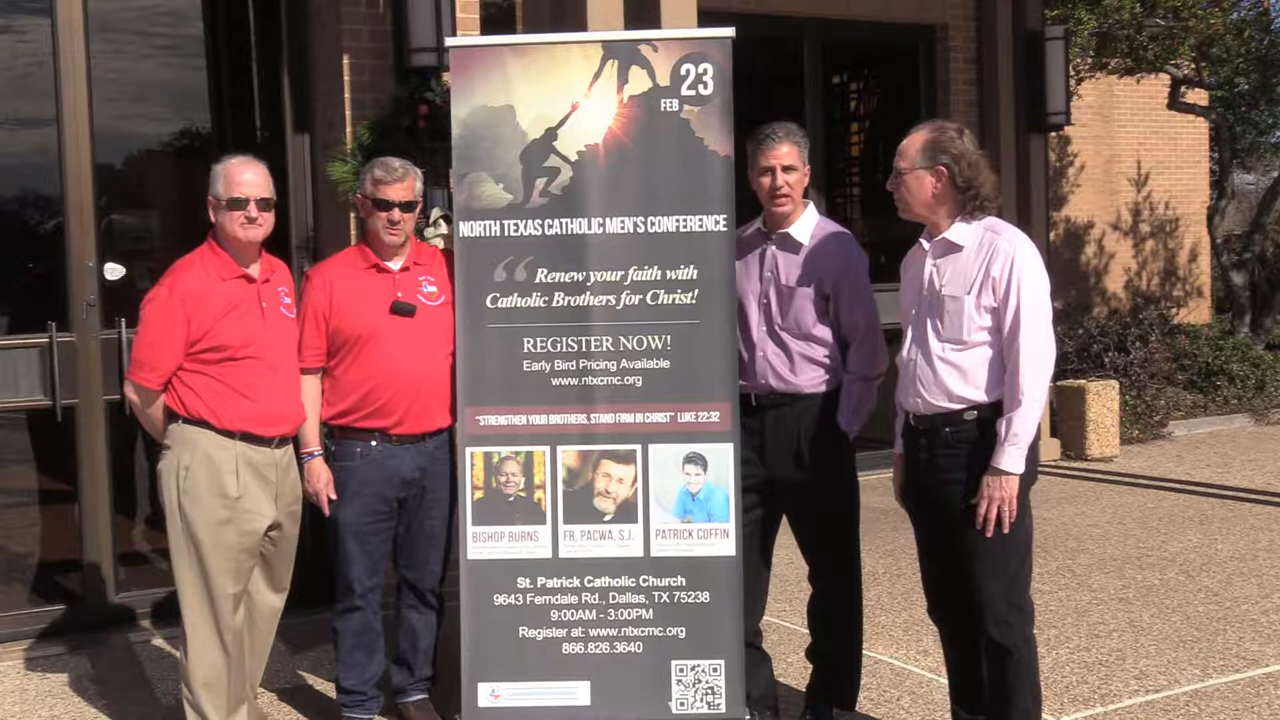 23
FEB
NORTH TEXAS CATHOLIC MEN'S CONFERENCE
“ Renew your faith with
Catholic Brothers for Christ!
REGISTER NOW!
Early Bird Pricing Available
www.ntxcmc.org
"STRENGTHEN YOUR BROTHERS, STAND FIRM IN CHRIST" LUKE 22:32
BISHOP BURNS
FR. PACWA, S.J.
PATRICK COFFIN
St. Patrick Catholic Church
9643 Ferndale Rd., Dallas, TX 75238
9:00AM - 3:00PM
Register at: www.ntxcmc.org
866.826.3640